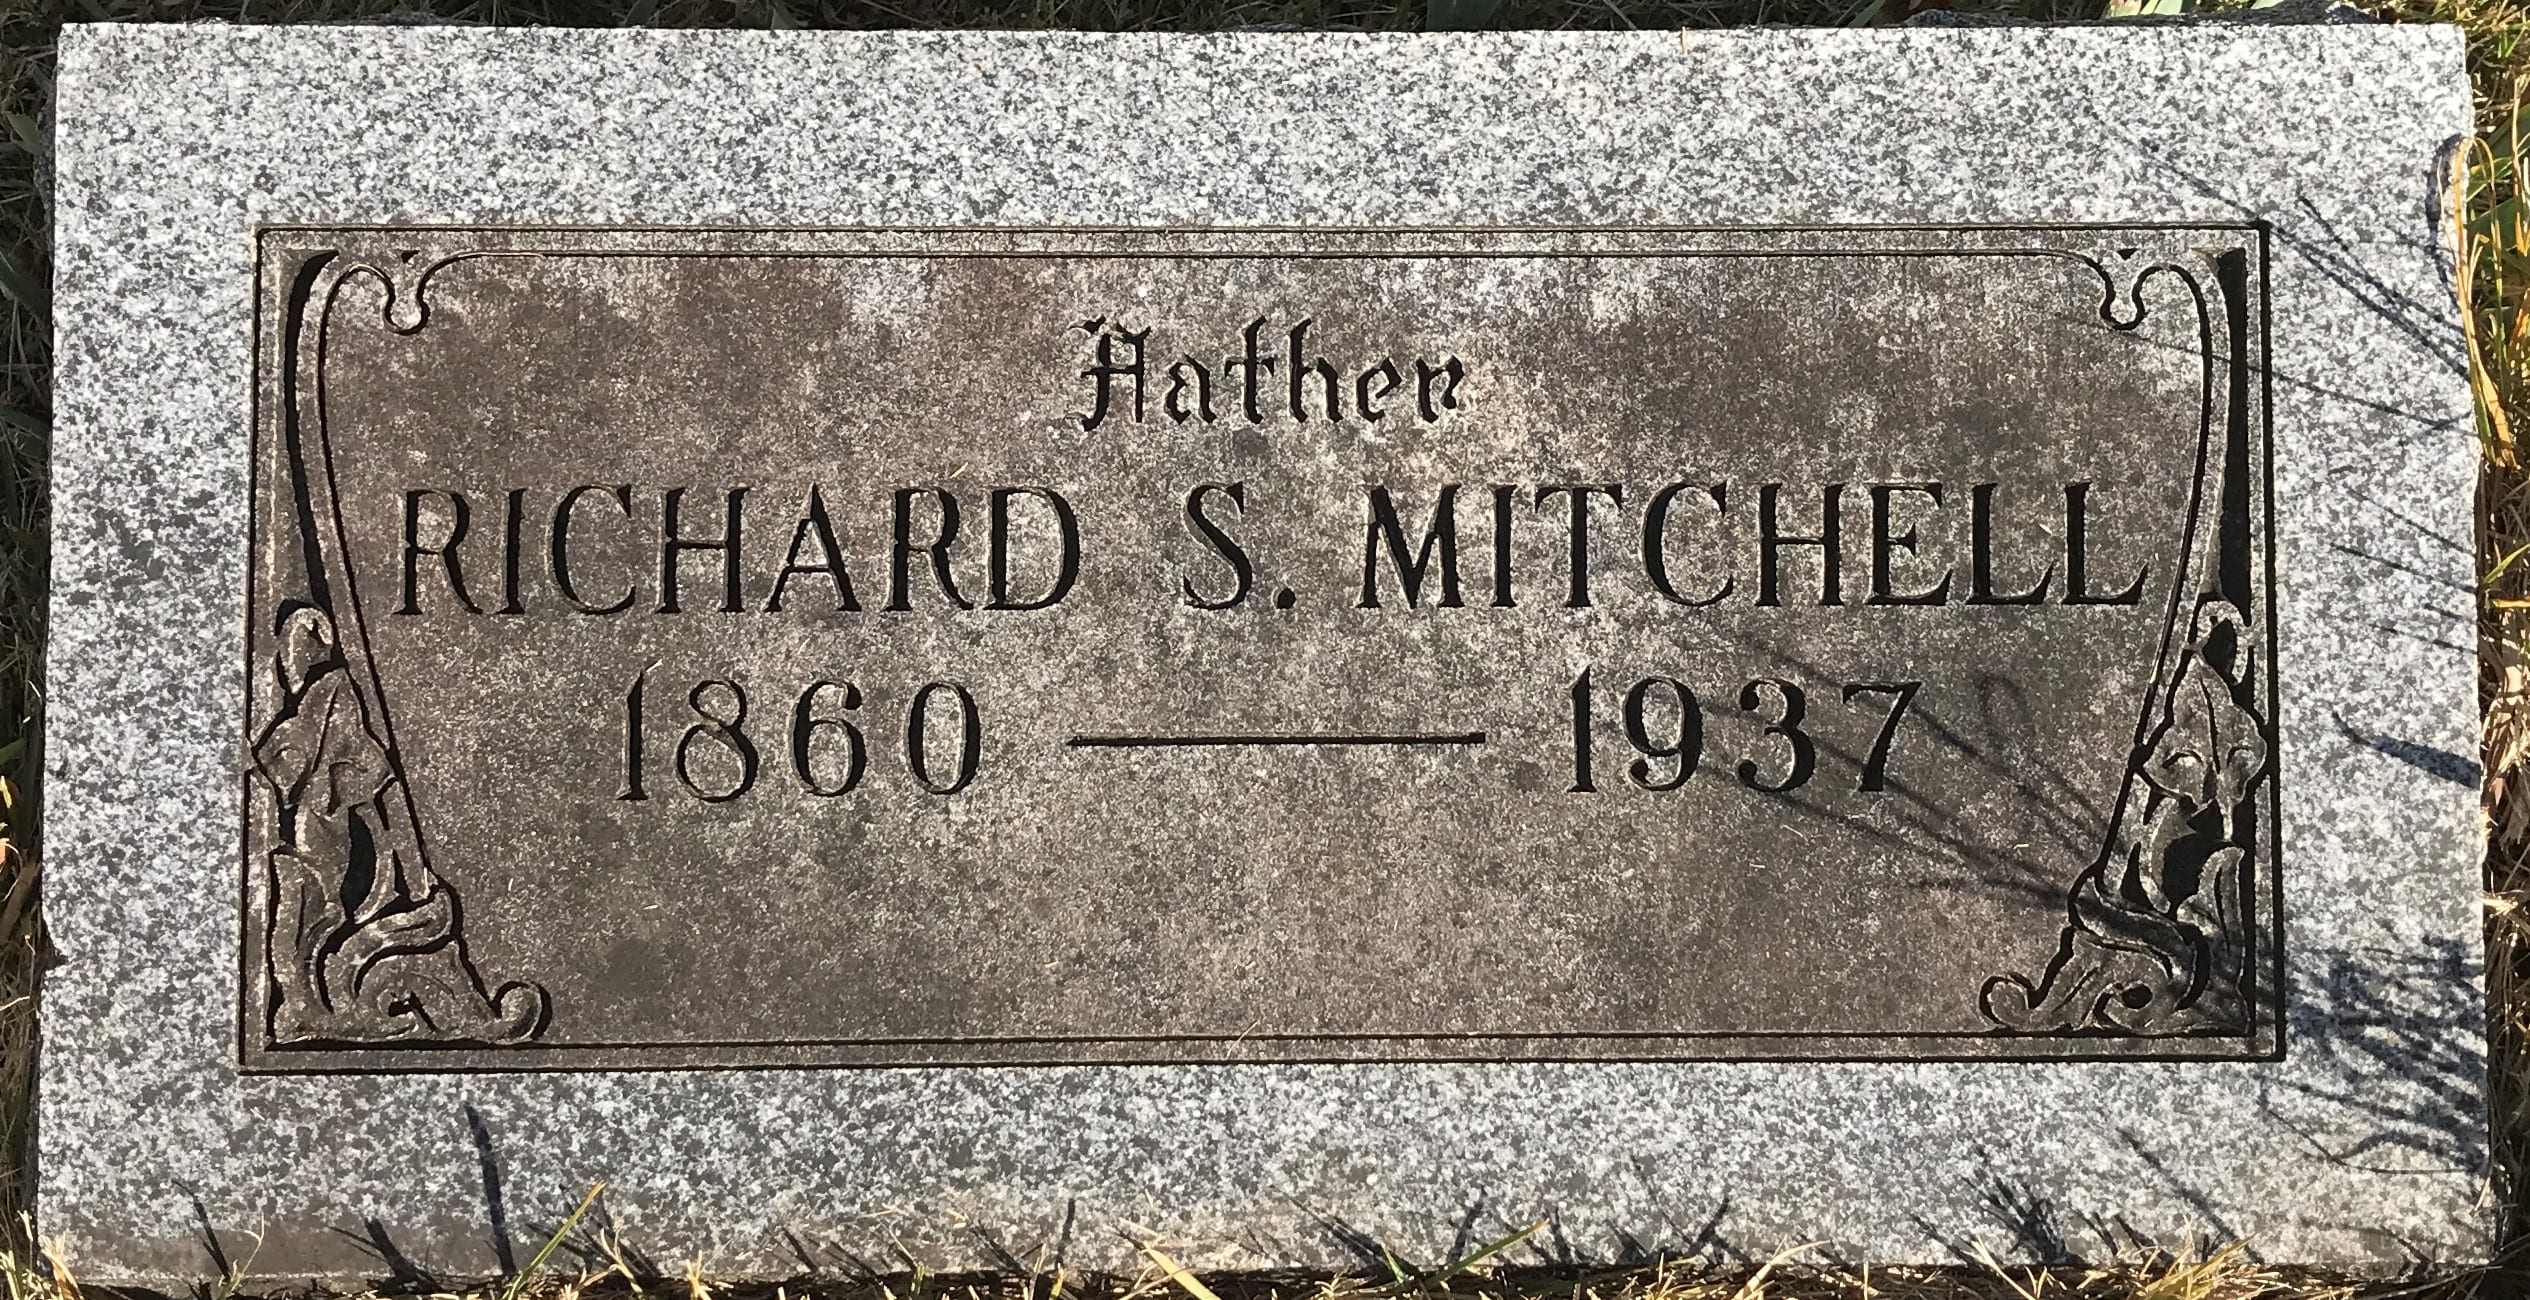 Father
RICHARD S. MITCHELL
1860 — 1937